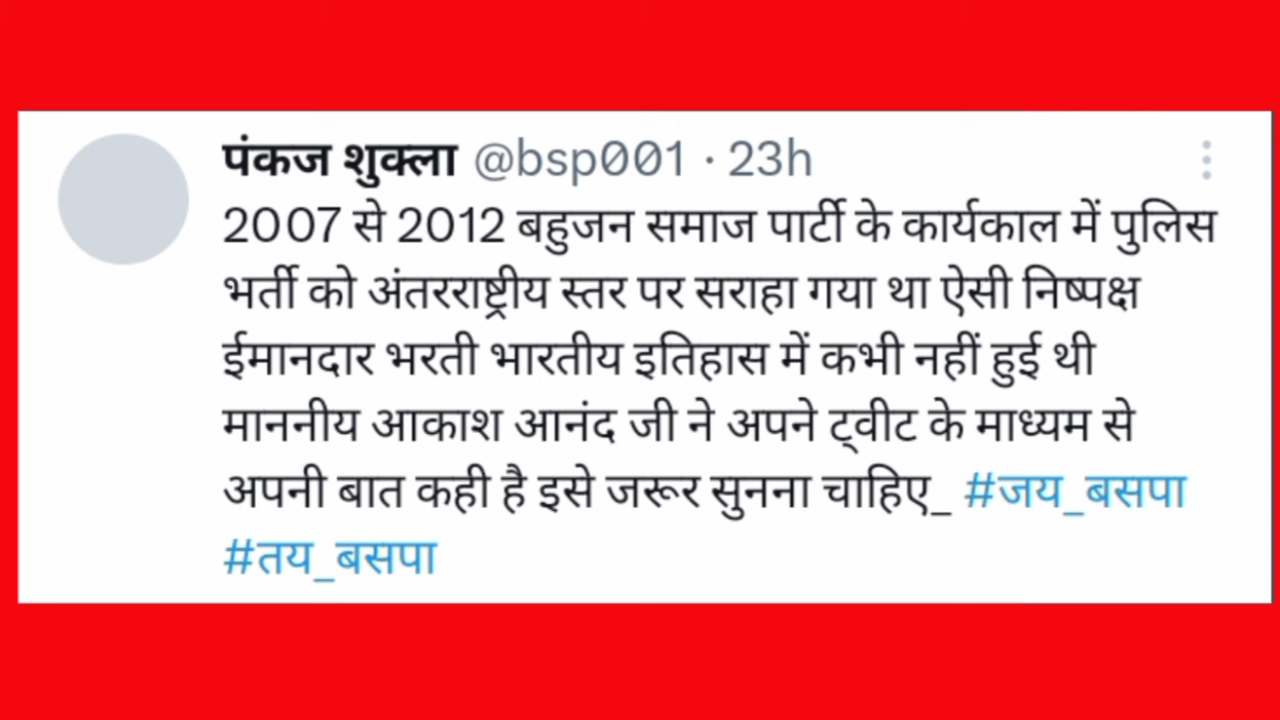 पंकज शुक्ला @bsp001 · 23h
2007 से 2012 बहुजन समाज पार्टी के कार्यकाल में पुलिस
भर्ती को अंतरराष्ट्रीय स्तर पर सराहा गया था ऐसी निष्पक्ष
ईमानदार भरती भारतीय इतिहास में कभी नहीं हुई थी
माननीय आकाश आनंद जी ने अपने ट्वीट के माध्यम से
अपनी बात कही है इसे जरूर सुनना चाहिए_ #जय_बसपा
#तय_बसपा